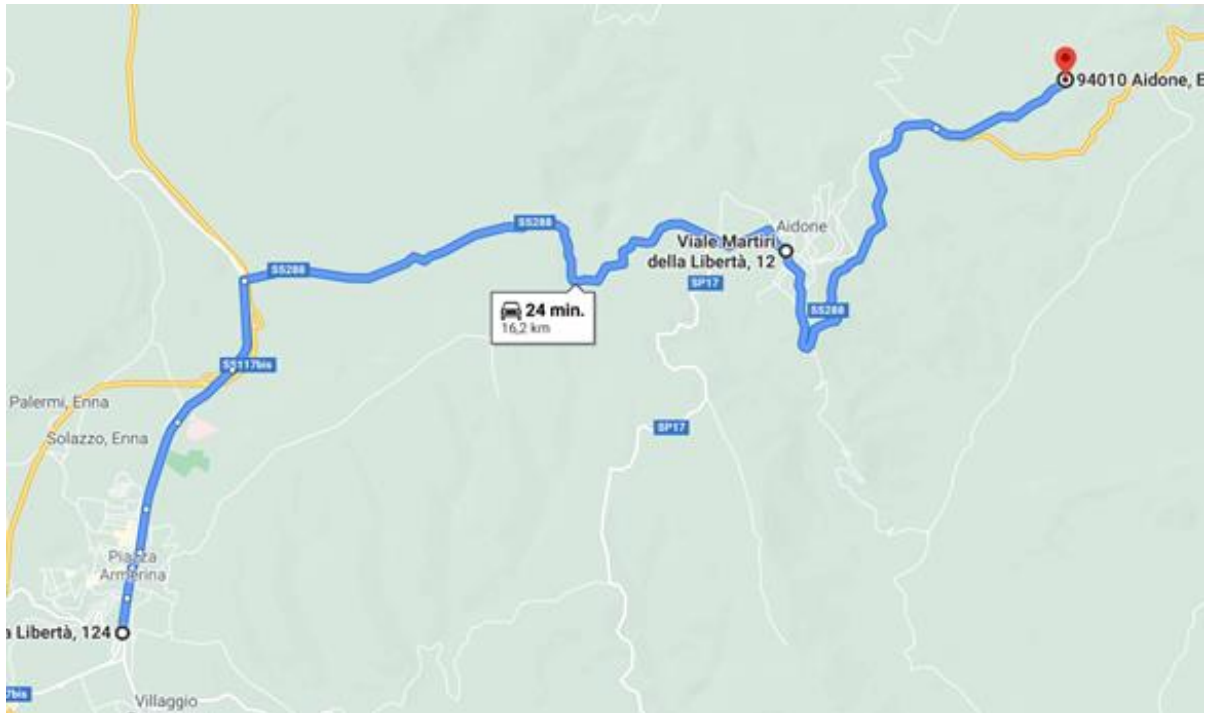 94010 Aidone, E
SS288
Aidone
Viale Martiri
della Libertà, 12
SS288
SP17
24 min.
16,2 km
SS288
SS117bis
Palermi, Enna
SP17
Solazzo, Enna
Piazza
Armerina
a Libertà, 124
7bis
Villaggio